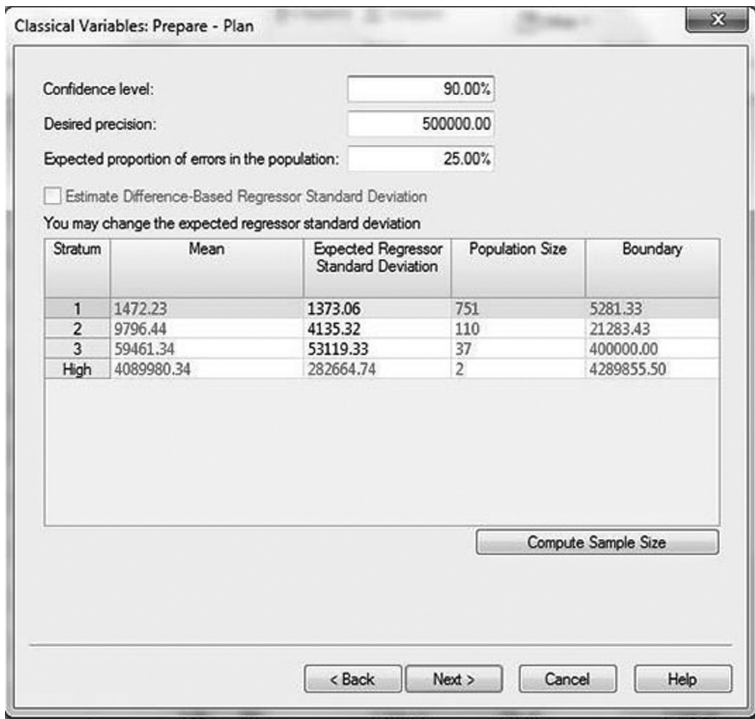 Classical Variables: Prepare - Plan
x
Confidence level: 90.00%
Desired precision: 500000.00
Expected proportion of errors in the population: 25.00%
Estimate Difference-Based Regressor Standard Deviation
You may change the expected regressor standard deviation
Stratum Mean Expected Regressor Standard Deviation Population Size Boundary
1 1472.23 1373.06 751 5281.33
2 9796.44 4135.32 110 21283.43
3 59461.34 53119.33 37 400000.00
High 4089980.34 282664.74 2 4289855.50
Compute Sample Size
< Back Next > Cancel Help